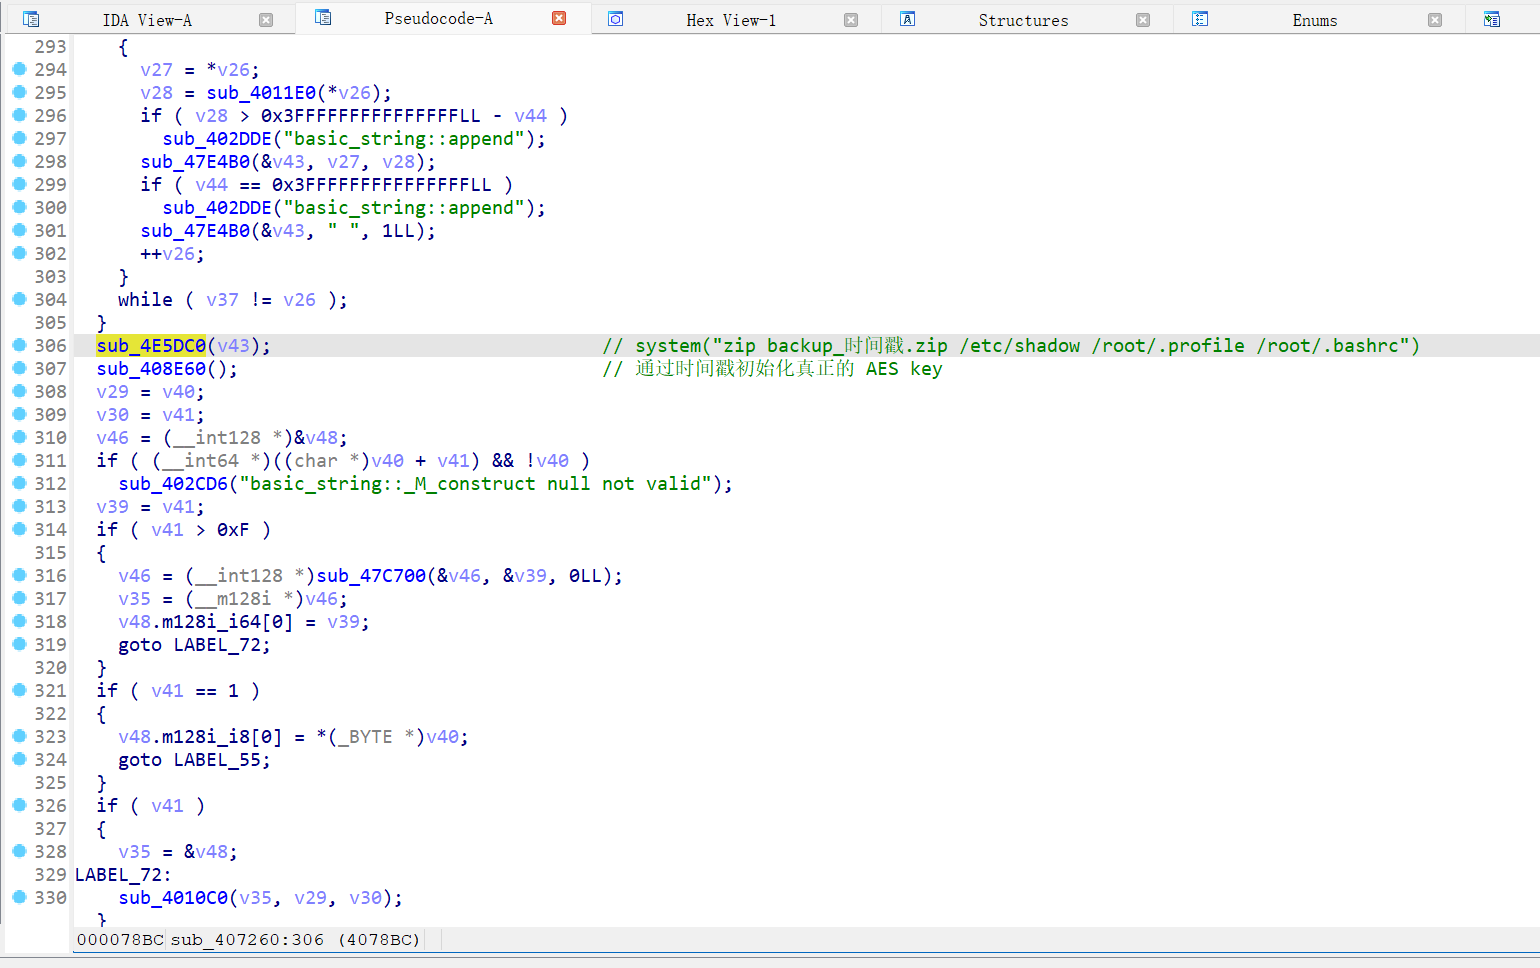 IDA View-A Pseudocode-A Hex View-1 Structures Enums
293 {
294 v27 = *v26;
295 v28 = sub_4011E0(*v26);
296 if ( v28 > 0x3FFFFFFFFFFFFFFFLL - v44 )
297 sub_402DDE("basic_string::append");
298 sub_47E4B0(&v43, v27, v28);
299 if ( v44 == 0x3FFFFFFFFFFFFFFFLL )
300 sub_402DDE("basic_string::append");
301 sub_47E4B0(&v43, " ", 1LL);
302 ++v26;
303 }
304 while ( v37 != v26 );
305 }
306 sub_4E5DC0(v43); // system("zip backup_时间戳.zip /etc/shadow /root/.profile /root/.bashrc")
307 sub_408E60(); // 通过时间戳初始化真正的 AES key
308 v29 = v40;
309 v30 = v41;
310 v46 = (__int128 *)&v48;
311 if ( (__int64 *)((char *)v40 + v41) && !v40 )
312 sub_402CD6("basic_string::_M_construct null not valid");
313 v39 = v41;
314 if ( v41 > 0xF )
315 {
316 v46 = (__int128 *)sub_47C700(&v46, &v39, 0LL);
317 v35 = (__m128i *)v46;
318 v48.m128i_i64[0] = v39;
319 goto LABEL_72;
320 }
321 if ( v41 == 1 )
322 {
323 v48.m128i_i8[0] = *(_BYTE *)v40;
324 goto LABEL_55;
325 }
326 if ( v41 )
327 {
328 v35 = &v48;
329 LABEL_72:
330 sub_4010C0(v35, v29, v30);
}
000078BC sub_407260:306 (4078BC)